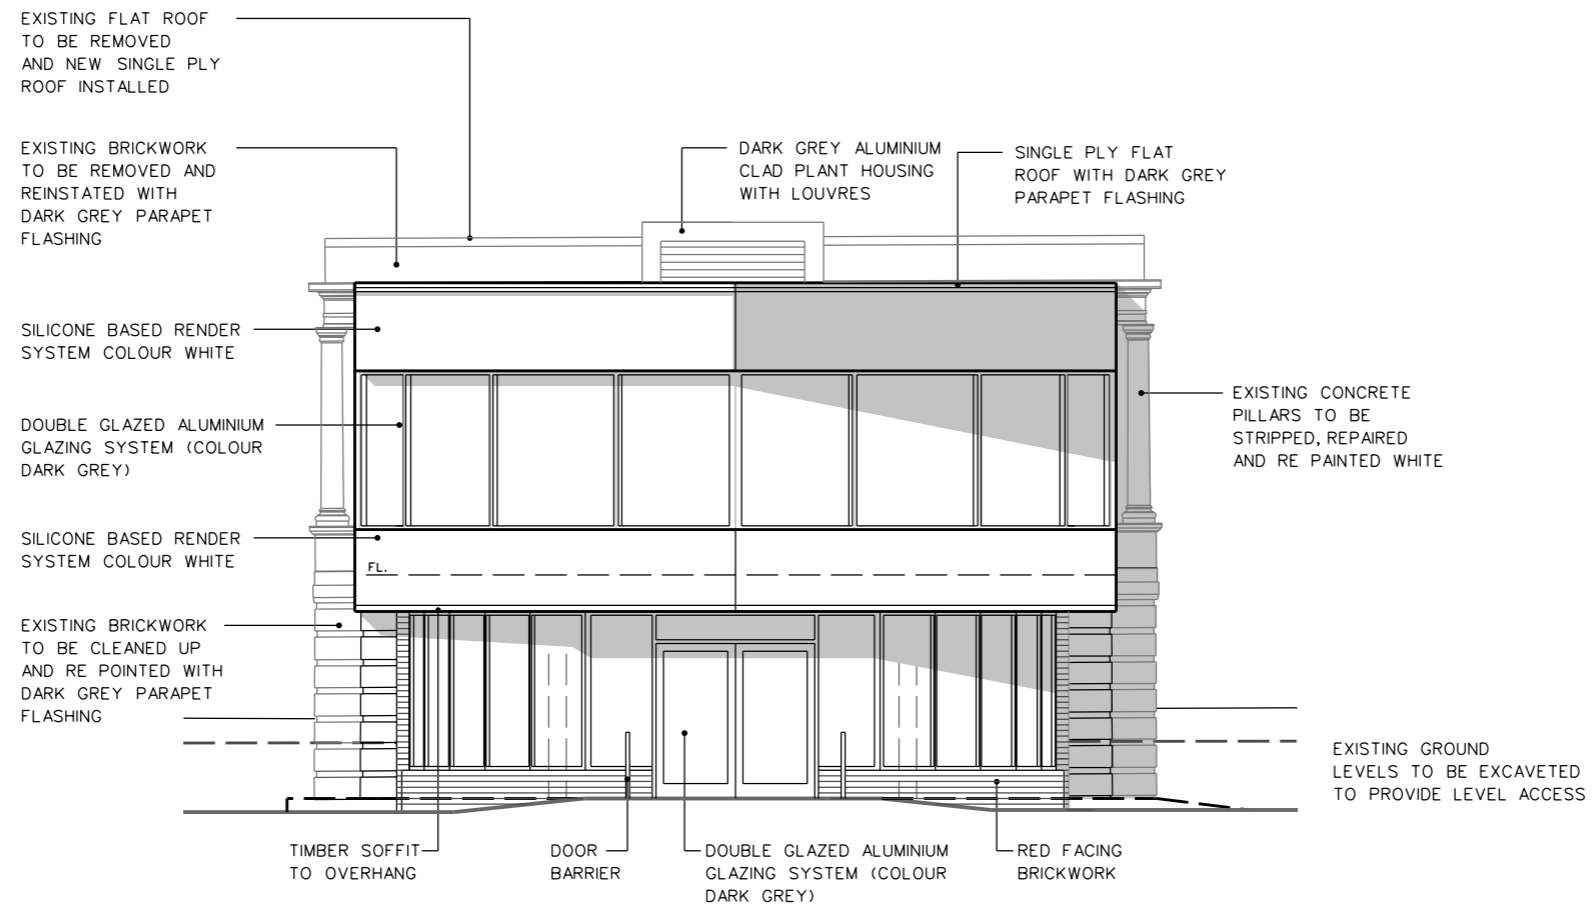 EXISTING FLAT ROOF
TO BE REMOVED
AND NEW SINGLE PLY
ROOF INSTALLED
EXISTING BRICKWORK
TO BE REMOVED AND
REINSTATED WITH
DARK GREY PARAPET
FLASHING
DARK GREY ALUMINIUM
CLAD PLANT HOUSING
WITH LOUVRES
SINGLE PLY FLAT
ROOF WITH DARK GREY
PARAPET FLASHING
SILICONE BASED RENDER
SYSTEM COLOUR WHITE
DOUBLE GLAZED ALUMINIUM
GLAZING SYSTEM (COLOUR
DARK GREY)
EXISTING CONCRETE
PILLARS TO BE
STRIPPED, REPAIRED
AND RE PAINTED WHITE
SILICONE BASED RENDER
SYSTEM COLOUR WHITE
FL.
EXISTING BRICKWORK
TO BE CLEANED UP
AND RE POINTED WITH
DARK GREY PARAPET
FLASHING
EXISTING GROUND
LEVELS TO BE EXCAVETED
TO PROVIDE LEVEL ACCESS
TIMBER SOFFIT
TO OVERHANG
DOOR
BARRIER
DOUBLE GLAZED ALUMINIUM
GLAZING SYSTEM (COLOUR
DARK GREY)
RED FACING
BRICKWORK